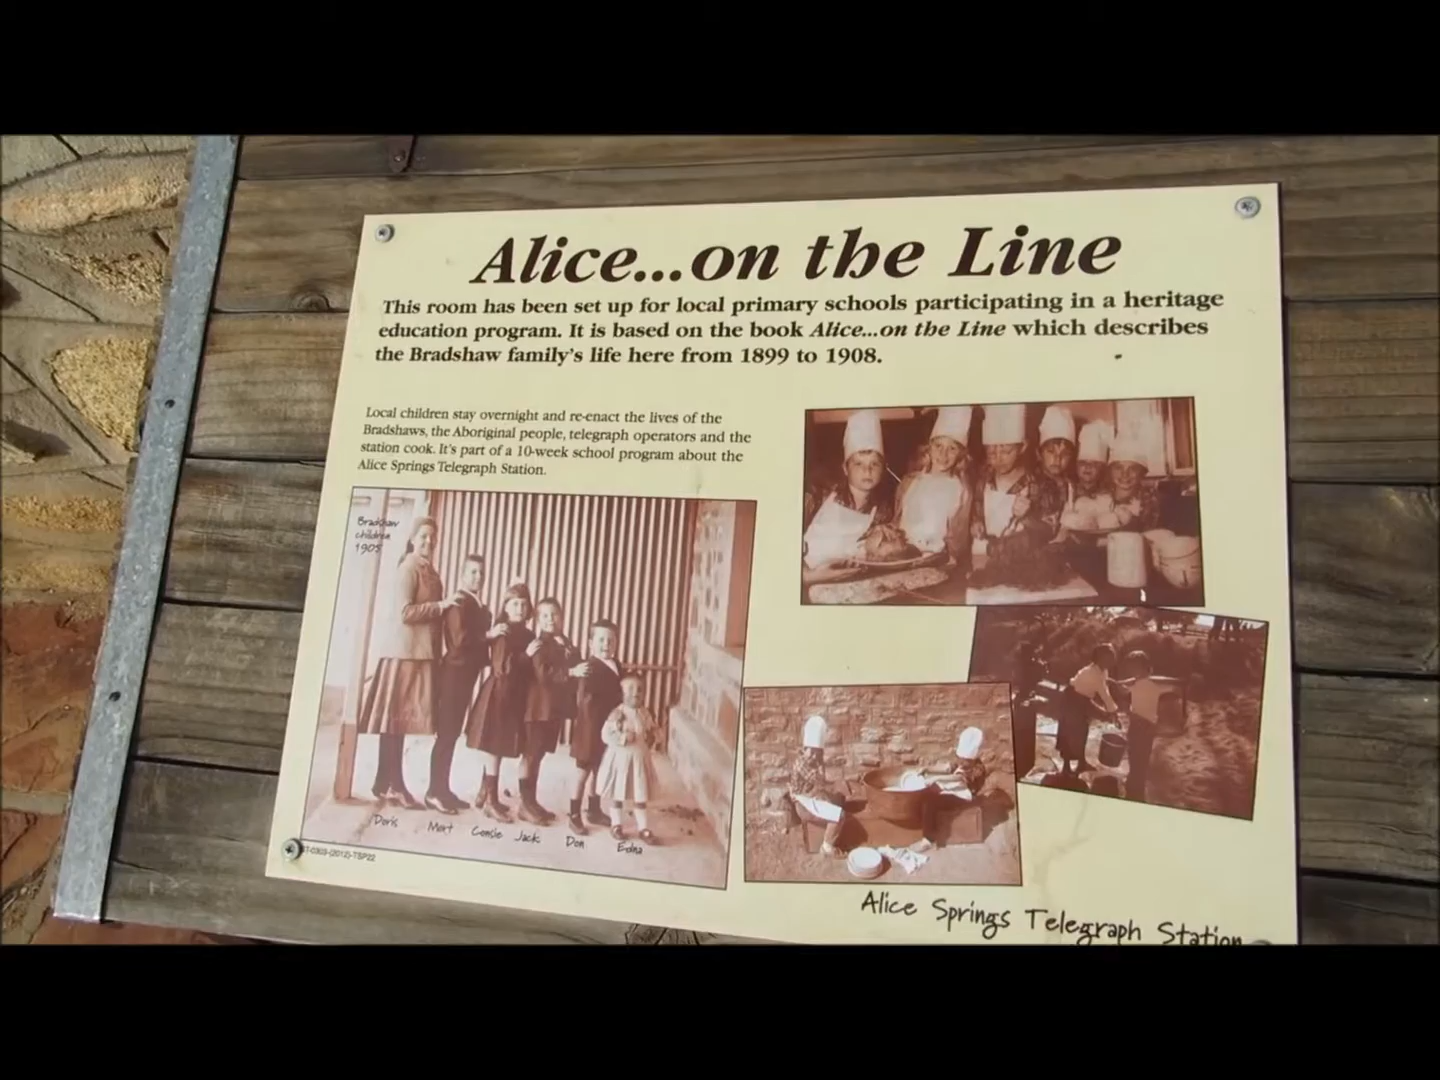 Alice...on the Line
This room has been set up for local primary schools participating in a heritage
education program. It is based on the book Alice...on the Line which describes
the Bradshaw family's life here from 1899 to 1908.
Local children stay overnight and re-enact the lives of the
Bradshaws, the Aboriginal people, telegraph operators and the
station cook. It's part of a 10-week school program about the
Alice Springs Telegraph Station.
Bradshaw
children
1905
Doris Mort Consie Jack Don Edna
Alice Springs Telegraph Station